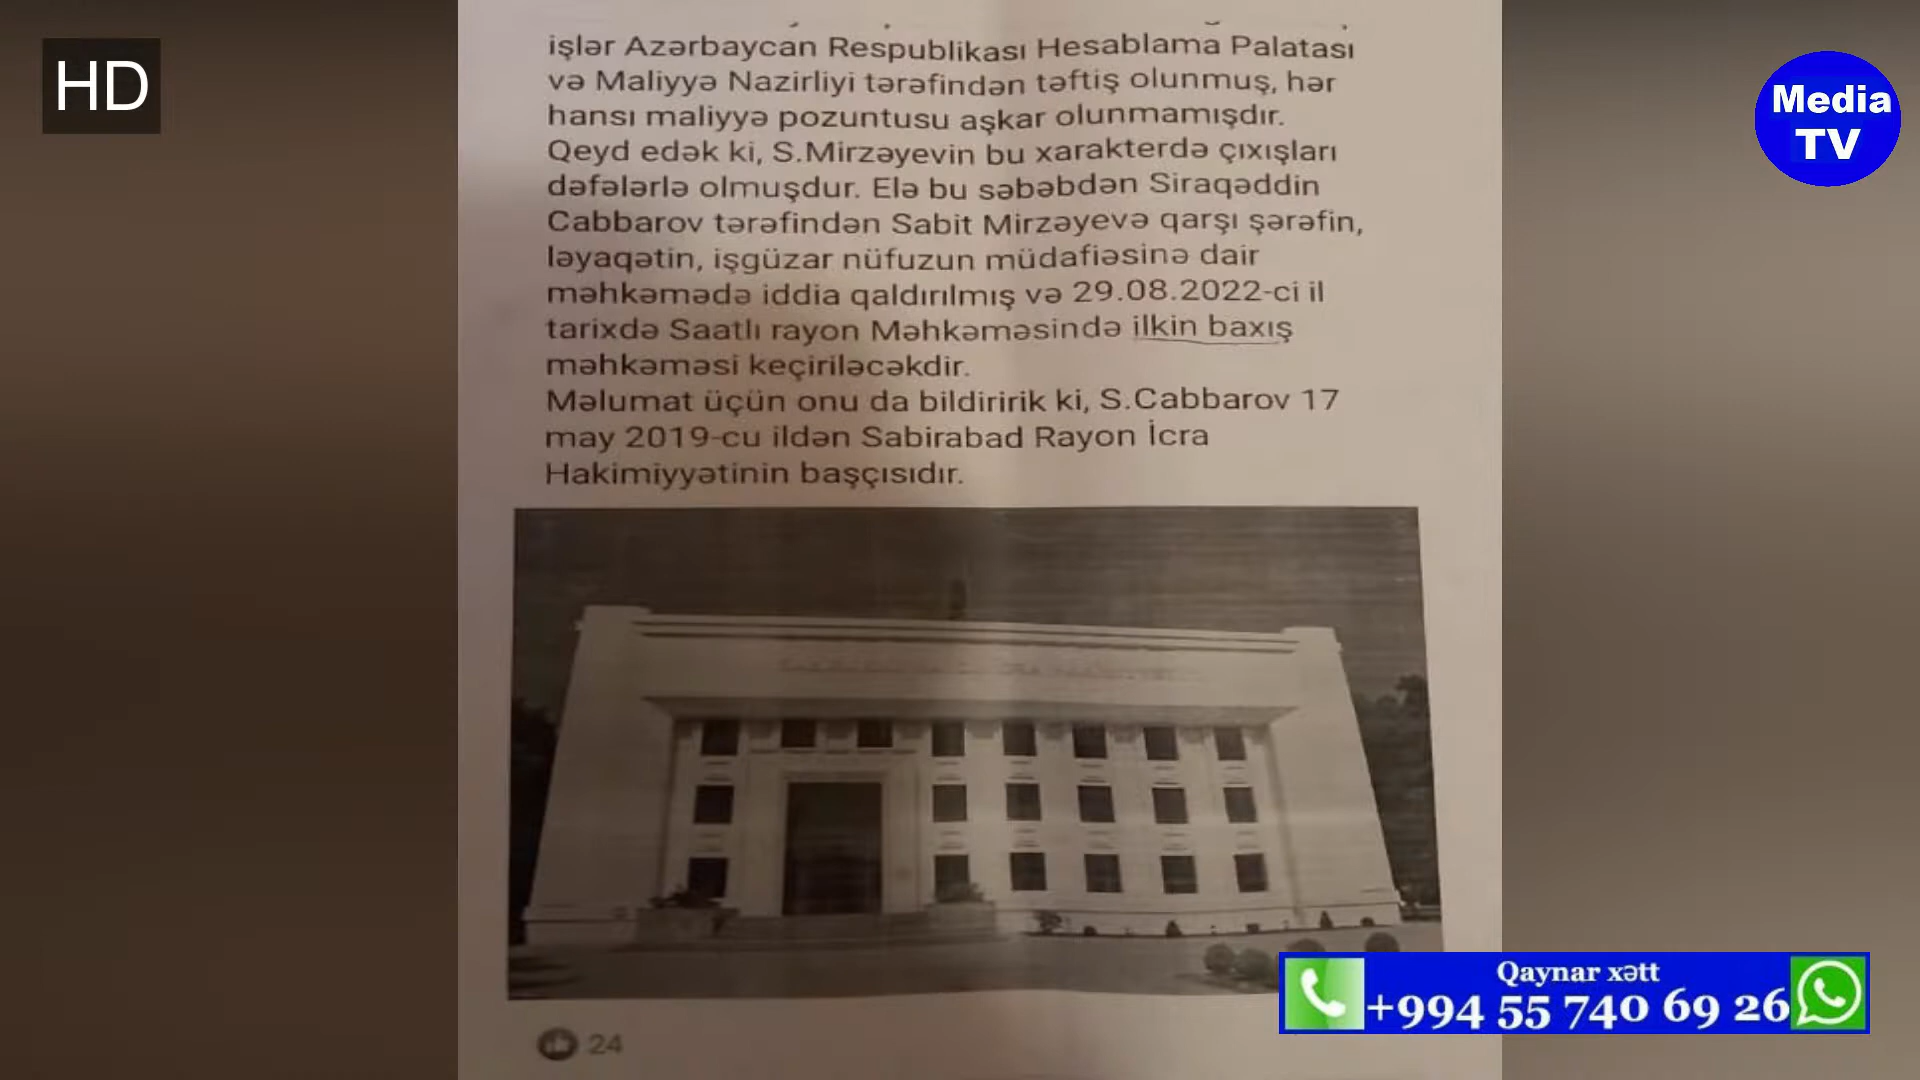 HD
Media
TV
işlər Azərbaycan Respublikası Hesablama Palatası
və Maliyyə Nazirliyi tərəfindən təftiş olunmuş, hər
hansı maliyyə pozuntusu aşkar olunmamışdır.
Qeyd edək ki, S.Mirzəyevin bu xarakterdə çıxışları
dəfələrlə olmuşdur. Elə bu səbəbdən Siraqəddin
Cabbarov tərəfindən Sabit Mirzəyevə qarşı şərəfin,
ləyaqətin, işgüzar nüfuzun müdafiəsinə dair
məhkəmədə iddia qaldırılmış və 29.08.2022-ci il
tarixdə Saatlı rayon Məhkəməsində ilkin baxış
məhkəməsi keçiriləcəkdir.
Məlumat üçün onu da bildiririk ki, S.Cabbarov 17
may 2019-cu ildən Sabirabad Rayon İcra
Hakimiyyətinin başçısıdır.
24
Qaynar xətt
+994 55 740 69 26